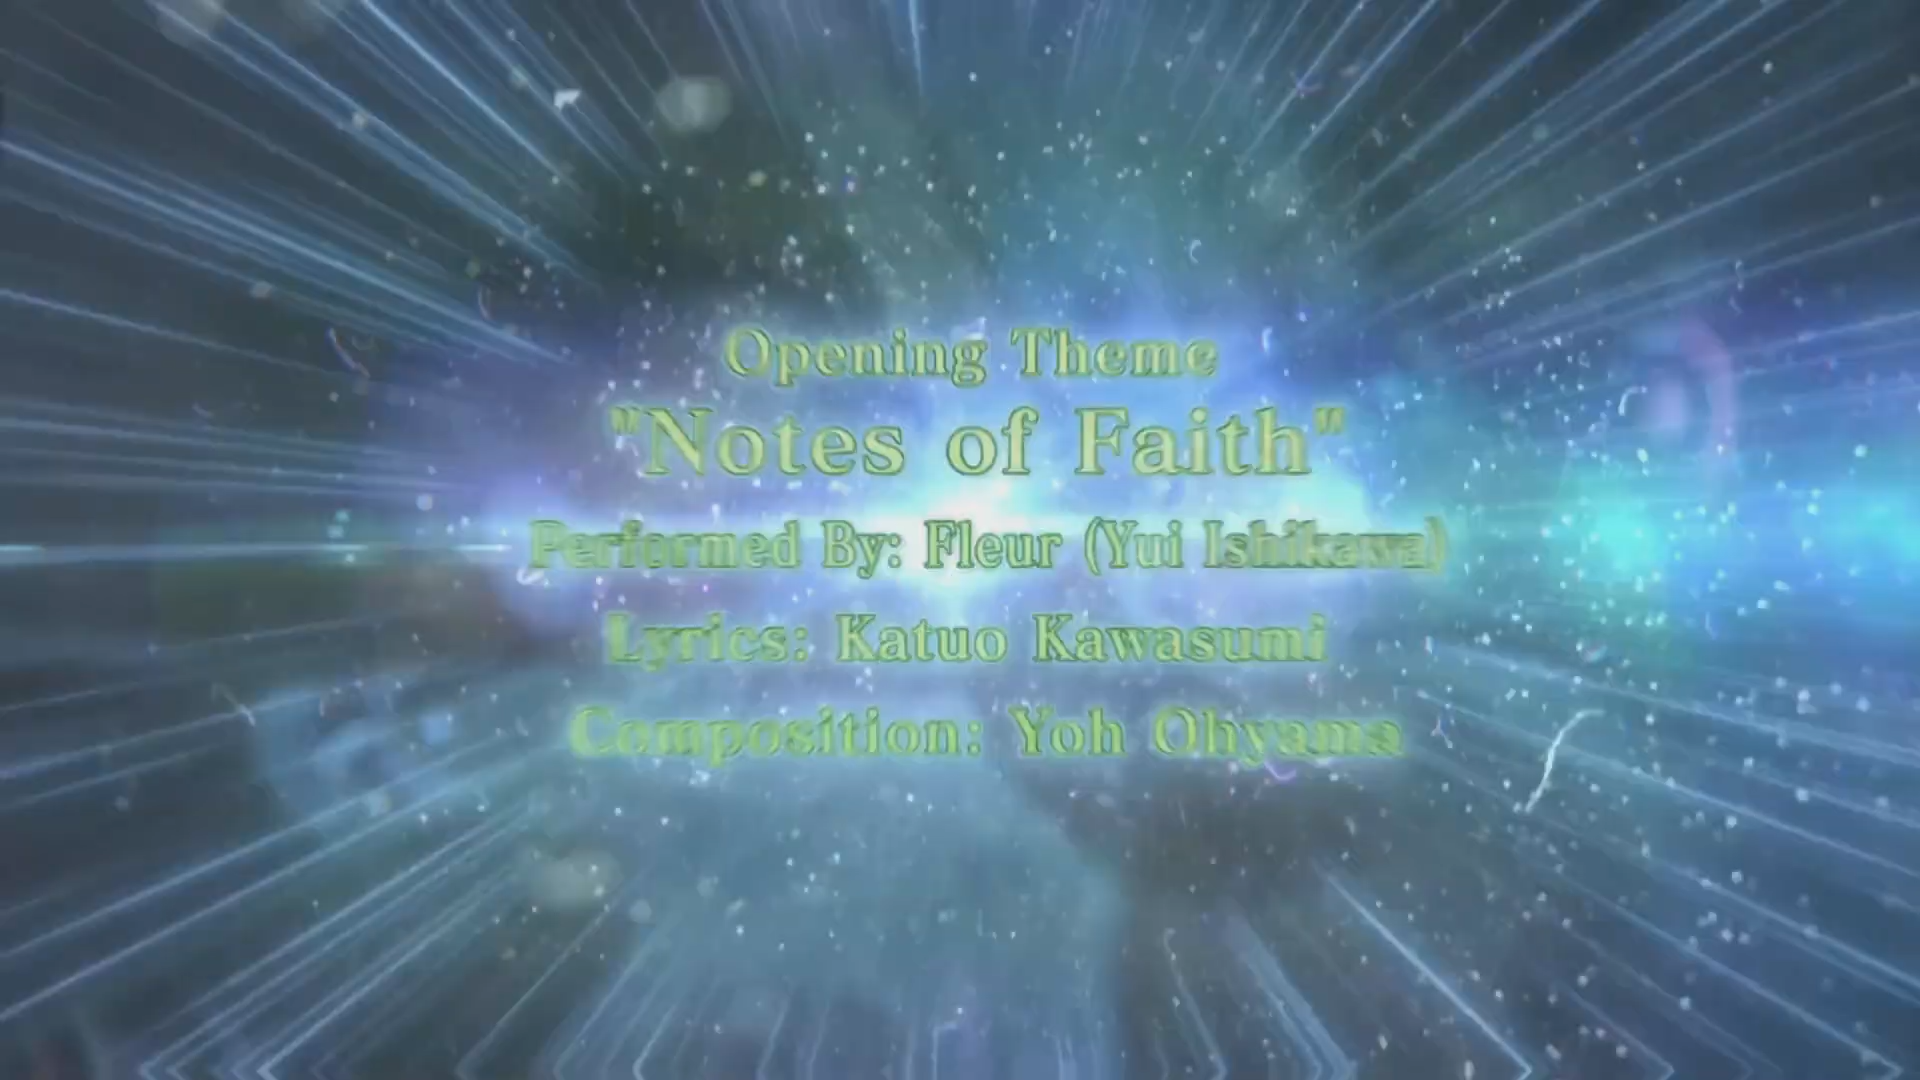 Opening Theme
"Notes of Faith"
Performed By: Fleur (Yui Ishikawa)
Lyrics: Katuo Kawasumi
Composition: Yoh Ohyama